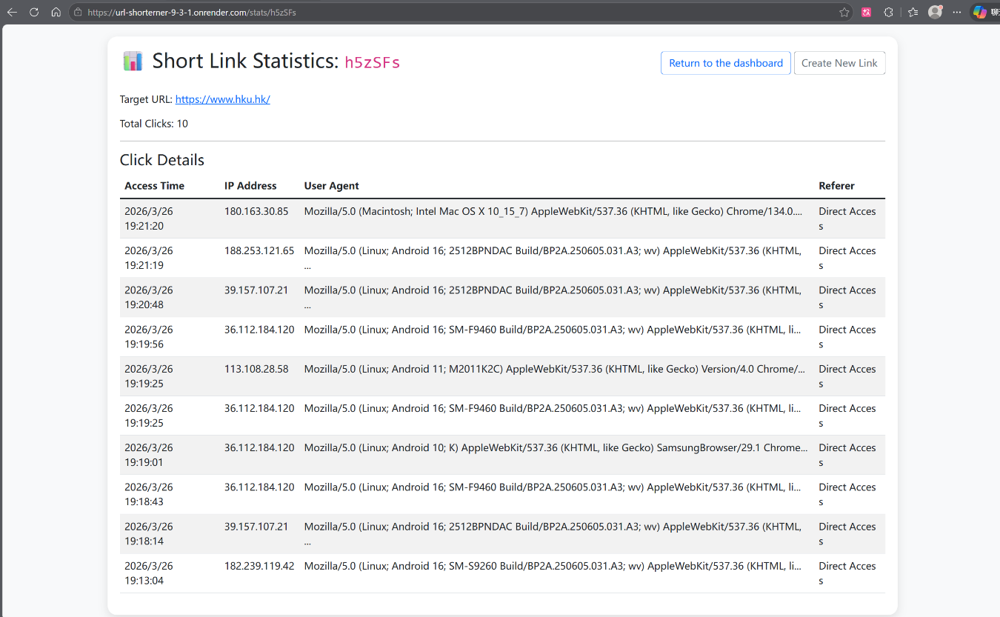 https://url-shorterner-9-3-1.onrender.com/stats/h5zSFs
Short Link Statistics: h5zSFs
Return to the dashboard
Create New Link
Target URL: https://www.hku.hk/
Total Clicks: 10
Click Details
Access Time IP Address User Agent Referer
2026/3/26 180.163.30.85 Mozilla/5.0 (Macintosh; Intel Mac OS X 10_15_7) AppleWebKit/537.36 (KHTML, like Gecko) Chrome/134.0.... Direct Acces
19:21:20 s
2026/3/26 188.253.121.65 Mozilla/5.0 (Linux; Android 16; 2512BPNDAC Build/BP2A.250605.031.A3; wv) AppleWebKit/537.36 (KHTML, Direct Acces
19:21:19 ... s
2026/3/26 39.157.107.21 Mozilla/5.0 (Linux; Android 16; 2512BPNDAC Build/BP2A.250605.031.A3; wv) AppleWebKit/537.36 (KHTML, Direct Acces
19:20:48 ... s
2026/3/26 36.112.184.120 Mozilla/5.0 (Linux; Android 16; SM-F9460 Build/BP2A.250605.031.A3; wv) AppleWebKit/537.36 (KHTML, li... Direct Acces
19:19:56 s
2026/3/26 113.108.28.58 Mozilla/5.0 (Linux; Android 11; M2011K2C) AppleWebKit/537.36 (KHTML, like Gecko) Version/4.0 Chrome/... Direct Acces
19:19:25 s
2026/3/26 36.112.184.120 Mozilla/5.0 (Linux; Android 16; SM-F9460 Build/BP2A.250605.031.A3; wv) AppleWebKit/537.36 (KHTML, li... Direct Acces
19:19:25 s
2026/3/26 36.112.184.120 Mozilla/5.0 (Linux; Android 10; K) AppleWebKit/537.36 (KHTML, like Gecko) SamsungBrowser/29.1 Chrome... Direct Acces
19:19:01 s
2026/3/26 36.112.184.120 Mozilla/5.0 (Linux; Android 16; SM-F9460 Build/BP2A.250605.031.A3; wv) AppleWebKit/537.36 (KHTML, li... Direct Acces
19:18:43 s
2026/3/26 39.157.107.21 Mozilla/5.0 (Linux; Android 16; 2512BPNDAC Build/BP2A.250605.031.A3; wv) AppleWebKit/537.36 (KHTML, Direct Acces
19:18:14 ... s
2026/3/26 182.239.119.42 Mozilla/5.0 (Linux; Android 16; SM-S9260 Build/BP2A.250605.031.A3; wv) AppleWebKit/537.36 (KHTML, li... Direct Acces
19:13:04 s